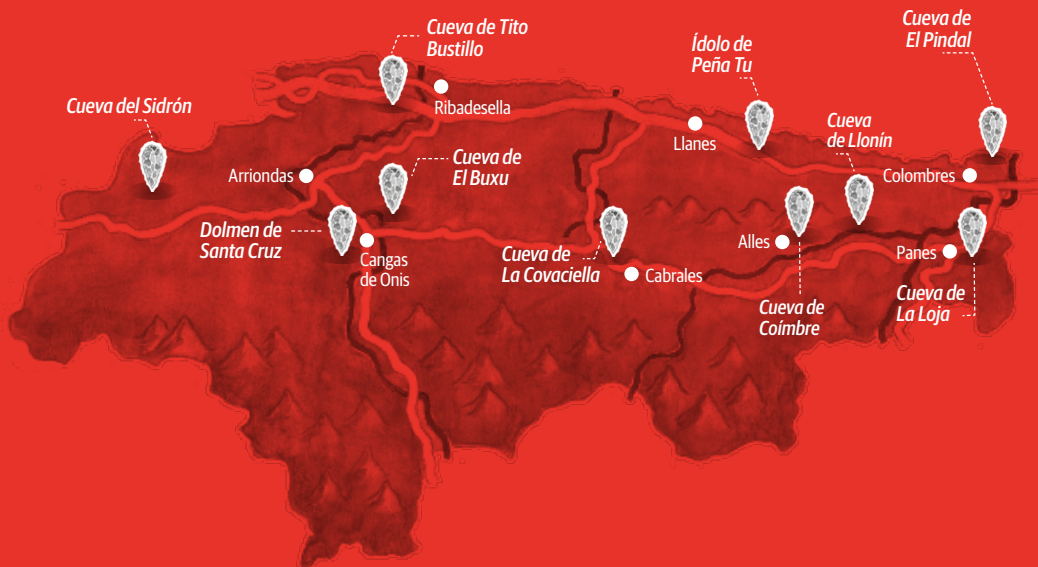 Cueva de Tito
Bustillo
Cueva de
El Pindal
Ídolo de
Peña Tu
Cueva del Sidrón
Ribadesella
Cueva
de Llonín
Llanes
Cueva de
El Buxu
Arriondas
Colombres
Dolmen de
Santa Cruz
Cangas
de Onis
Cueva de
La Covaciella
Alles
Panes
Cabrales
Cueva de
Coímbre
Cueva de
La Loja